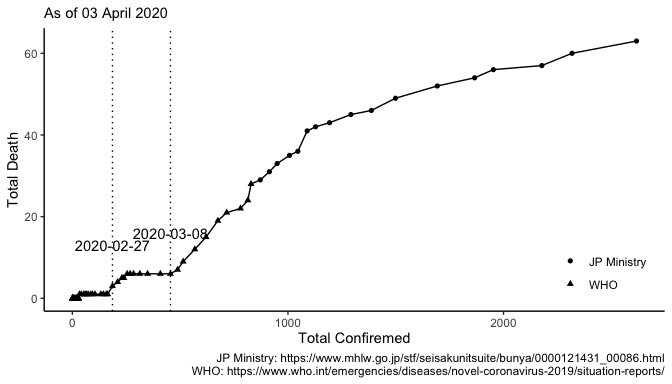 As of 03 April 2020
Total Death
60
40
20
0
2020-03-08
2020-02-27
JP Ministry
WHO
0
1000
2000
Total Confiremed
JP Ministry: https://www.mhlw.go.jp/stf/seisakunitsuite/bunya/0000121431_00086.html
WHO: https://www.who.int/emergencies/diseases/novel-coronavirus-2019/situation-reports/